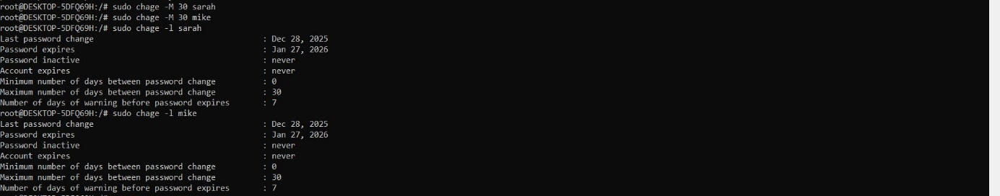 root@DESKTOP-5DFQ69H:/# sudo chage -M 30 sarah
root@DESKTOP-5DFQ69H:/# sudo chage -M 30 mike
root@DESKTOP-5DFQ69H:/# sudo chage -l sarah
Last password change : Dec 28, 2025
Password expires : Jan 27, 2026
Password inactive : never
Account expires : never
Minimum number of days between password change : 0
Maximum number of days between password change : 30
Number of days of warning before password expires : 7
root@DESKTOP-5DFQ69H:/# sudo chage -l mike
Last password change : Dec 28, 2025
Password expires : Jan 27, 2026
Password inactive : never
Account expires : never
Minimum number of days between password change : 0
Maximum number of days between password change : 30
Number of days of warning before password expires : 7